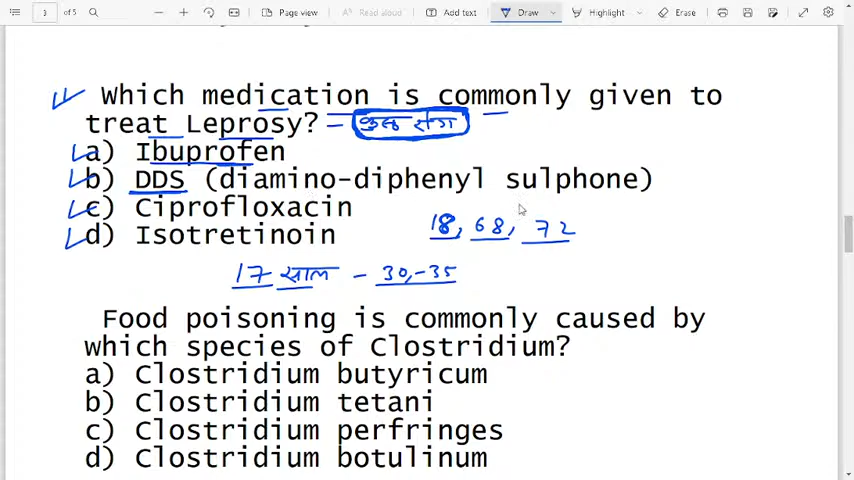 3 of 5 Page view Read aloud Add text Draw Highlight Erase
Which medication is commonly given to
treat Leprosy? = कुष्ठ रोग
a) Ibuprofen
b) DDS (diamino-diphenyl sulphone)
c) Ciprofloxacin
d) Isotretinoin
18, 68, 72
17 साल - 30,-35
Food poisoning is commonly caused by
which species of Clostridium?
a) Clostridium butyricum
b) Clostridium tetani
c) Clostridium perfringes
d) Clostridium botulinum